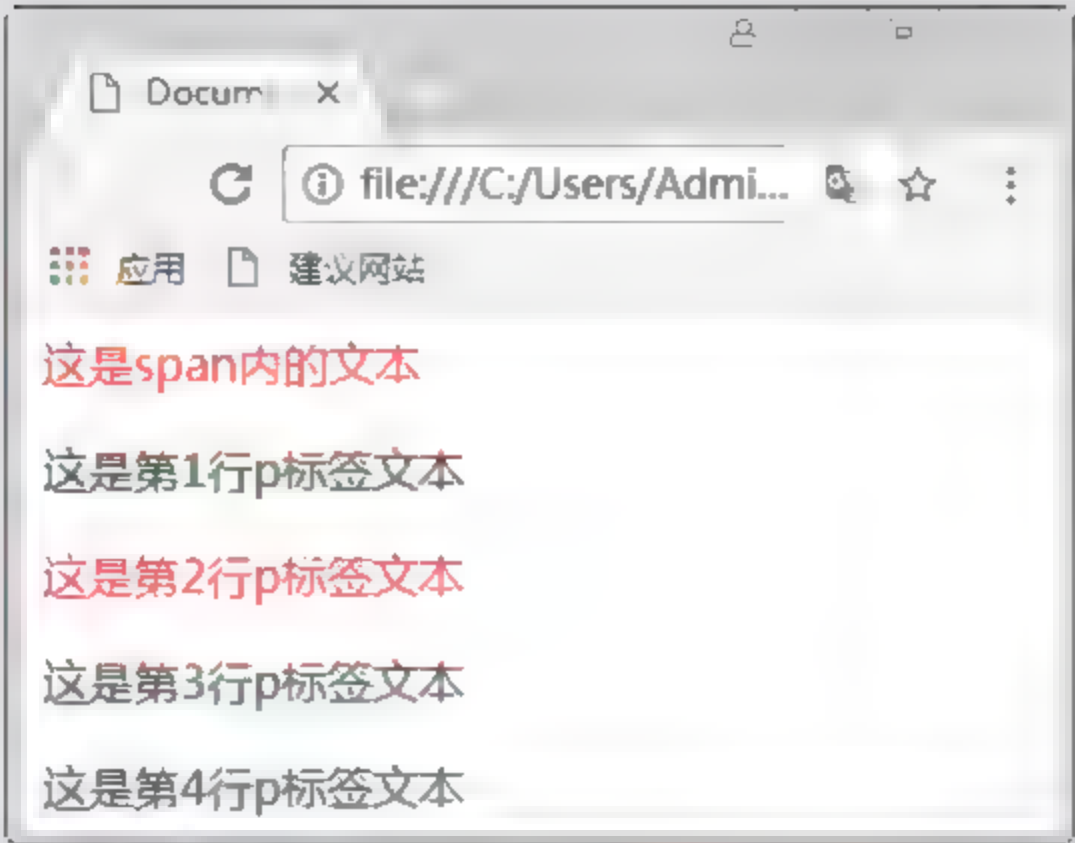 Docum
file:///C:/Users/Admi...
应用 建议网站
这是span内的文本
这是第1行p标签文本
这是第2行p标签文本
这是第3行p标签文本
这是第4行p标签文本